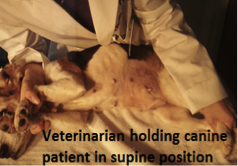 Veterinarian holding canine
patient in supine position